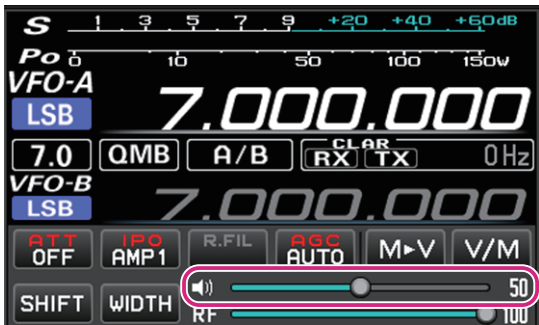 S 1 . 3 . 5 . 7 . 9 +20 +40 +60dB
Po 0 10 50 100 150W
VFO-A
LSB 7.000.000
7.0 QMB A/B CLAR RX TX 0Hz
VFO-B
LSB 7.000.000
ATT OFF IPO AMP1 R.FIL AGC AUTO M►V V/M
50
SHIFT WIDTH RF 100